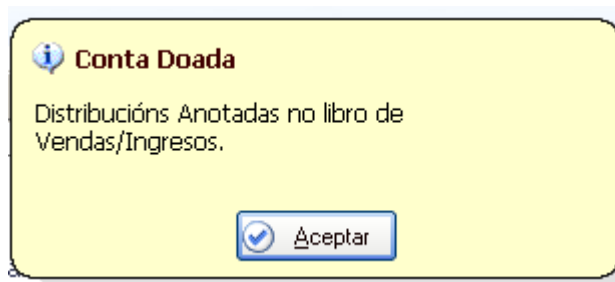 Conta Doada
Distribucións Anotadas no libro de
Vendas/Ingresos.
Aceptar